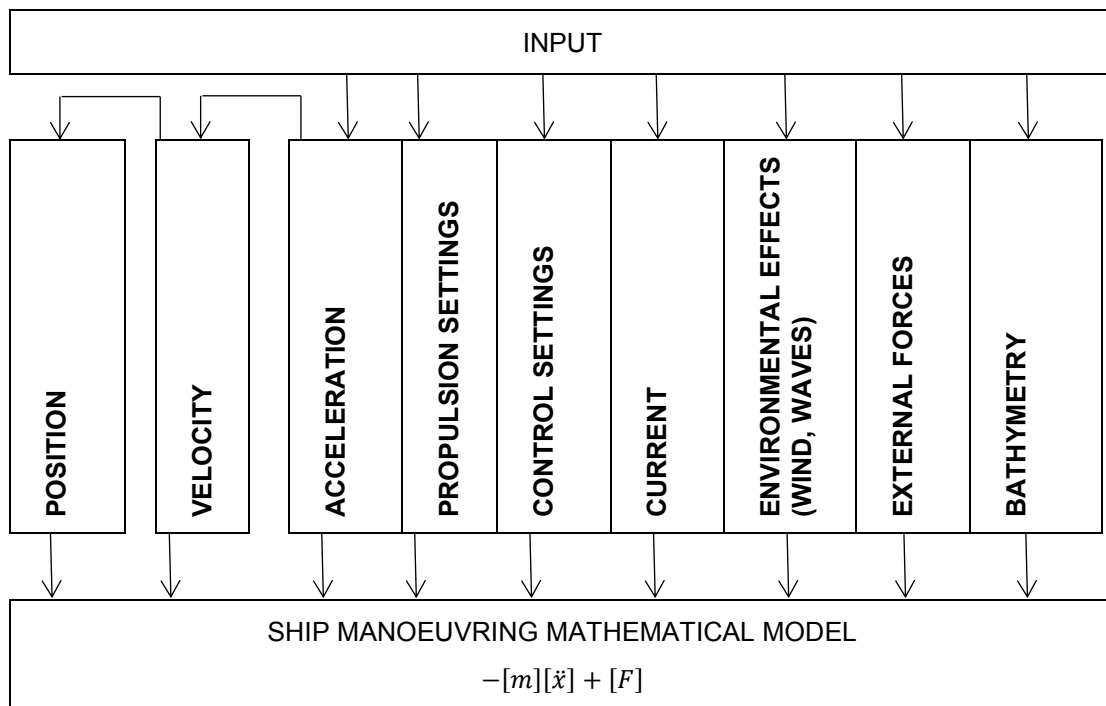 INPUT
POSITION
VELOCITY
ACCELERATION
PROPULSION SETTINGS
CONTROL SETTINGS
CURRENT
ENVIRONMENTAL EFFECTS
(WIND, WAVES)
EXTERNAL FORCES
BATHYMETRY
SHIP MANOEUVRING MATHEMATICAL MODEL
−[m][ẍ] + [F]